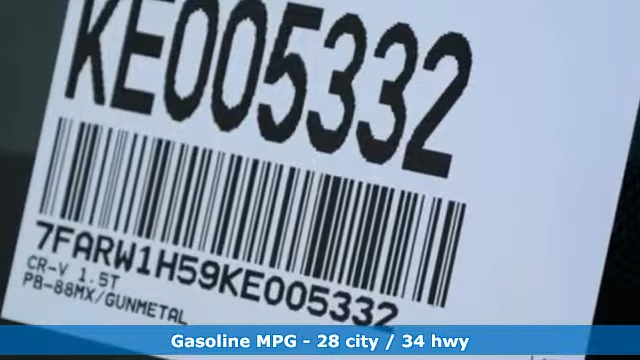 KE005332
7FARW1H59KE005332
CR-V 1.5T
PB-88MX/GUNMETAL
Gasoline MPG - 28 city / 34 hwy